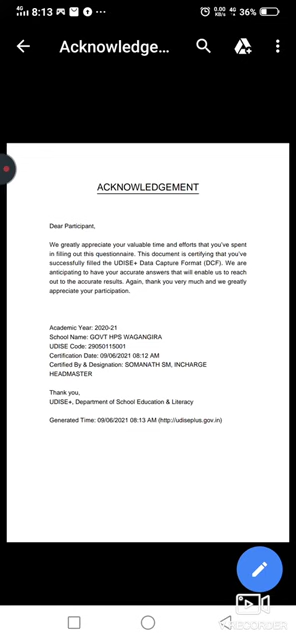 4G 8:13 0.00 KB/s 4G 36%
Acknowledge...
ACKNOWLEDGEMENT
Dear Participant,
We greatly appreciate your valuable time and efforts that you've spent
in filling out this questionnaire. This document is certifying that you've
successfully filled the UDISE+ Data Capture Format (DCF). We are
anticipating to have your accurate answers that will enable us to reach
out to the accurate results. Again, thank you very much and we greatly
appreciate your participation.
Academic Year: 2020-21
School Name: GOVT HPS WAGANGIRA
UDISE Code: 29050115001
Certification Date: 09/06/2021 08:12 AM
Certified By & Designation: SOMANATH SM, INCHARGE
HEADMASTER
Thank you,
UDISE+, Department of School Education & Literacy
Generated Time: 09/06/2021 08:13 AM (http://udiseplus.gov.in)
RECORDER